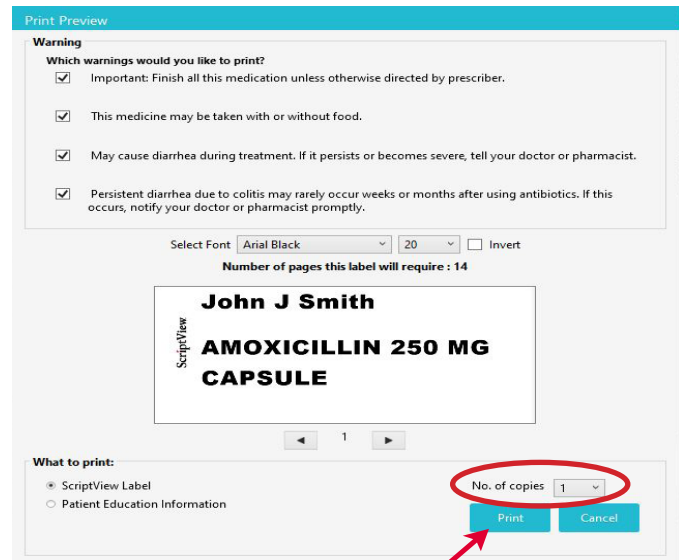 Print Preview
Warning
Which warnings would you like to print?
Important: Finish all this medication unless otherwise directed by prescriber.
This medicine may be taken with or without food.
May cause diarrhea during treatment. If it persists or becomes severe, tell your doctor or pharmacist.
Persistent diarrhea due to colitis may rarely occur weeks or months after using antibiotics. If this
occurs, notify your doctor or pharmacist promptly.
Select Font Arial Black 20 Invert
Number of pages this label will require : 14
ScriptView
John J Smith
AMOXICILLIN 250 MG
CAPSULE
1
What to print:
ScriptView Label
Patient Education Information
No. of copies 1
Print Cancel